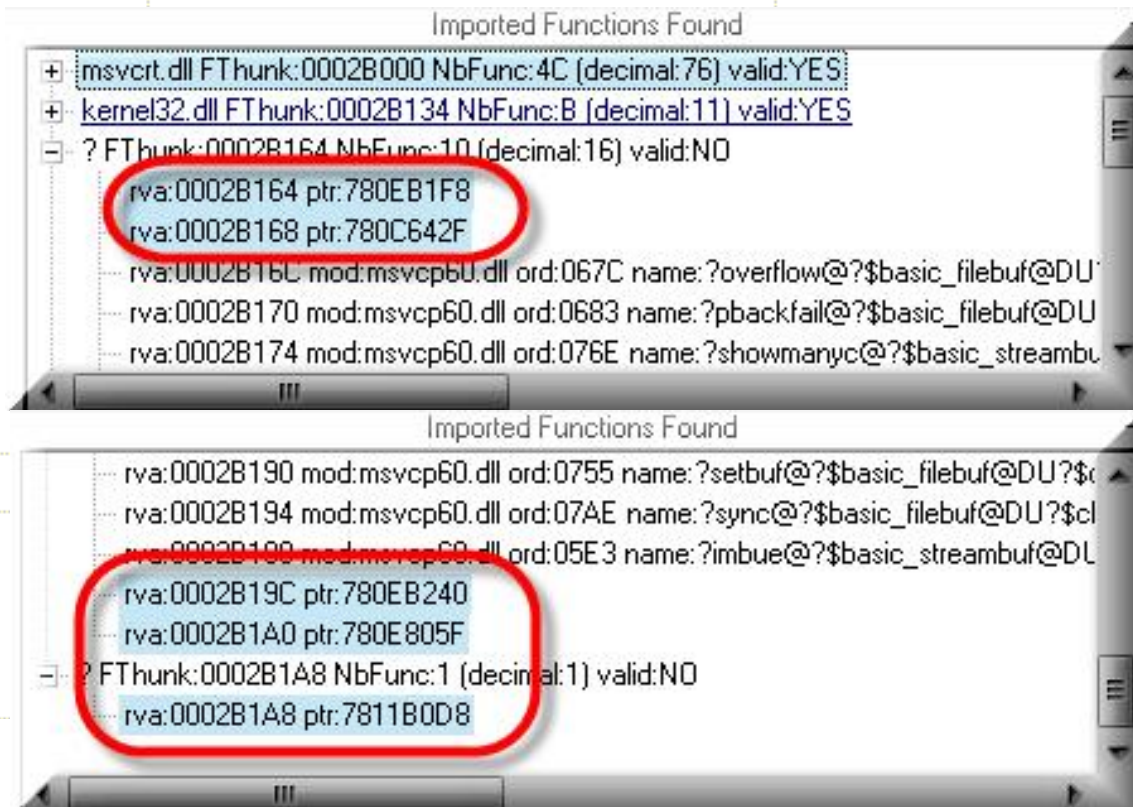 Imported Functions Found
msvcrt.dll FThunk:0002B000 NbFunc:4C (decimal:76) valid:YES
kernel32.dll FThunk:0002B134 NbFunc:B (decimal:11) valid:YES
? FThunk:0002B164 NbFunc:10 (decimal:16) valid:NO
rva:0002B164 ptr:780EB1F8
rva:0002B168 ptr:780C642F
rva:0002B16C mod:msvcp60.dll ord:067C name:?overflow@?$basic_filebuf@DU
rva:0002B170 mod:msvcp60.dll ord:0683 name:?pbackfail@?$basic_filebuf@DU
rva:0002B174 mod:msvcp60.dll ord:076E name:?showmanyc@?$basic_streambu
Imported Functions Found
rva:0002B190 mod:msvcp60.dll ord:0755 name:?setbuf@?$basic_filebuf@DU?$c
rva:0002B194 mod:msvcp60.dll ord:07AE name:?sync@?$basic_filebuf@DU?$cl
rva:0002B198 mod:msvcp60.dll ord:05E3 name:?imbue@?$basic_streambuf@DU
rva:0002B19C ptr:780EB240
rva:0002B1A0 ptr:780E805F
? FThunk:0002B1A8 NbFunc:1 (decimal:1) valid:NO
rva:0002B1A8 ptr:7811B0D8